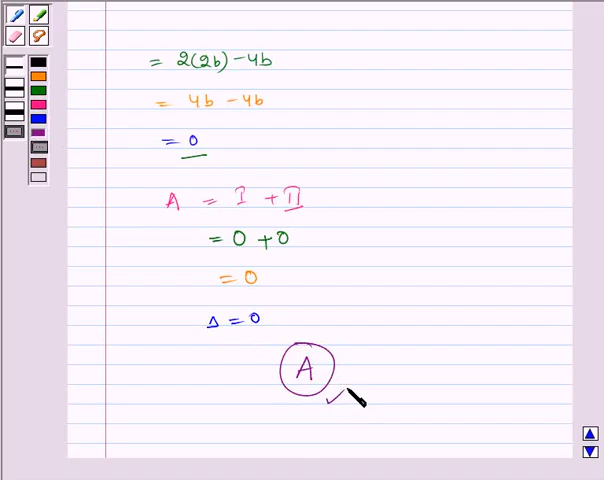 = 2(2b) - 4b
= 4b - 4b
= 0
A = I + II
= 0 + 0
= 0
Δ = 0
A